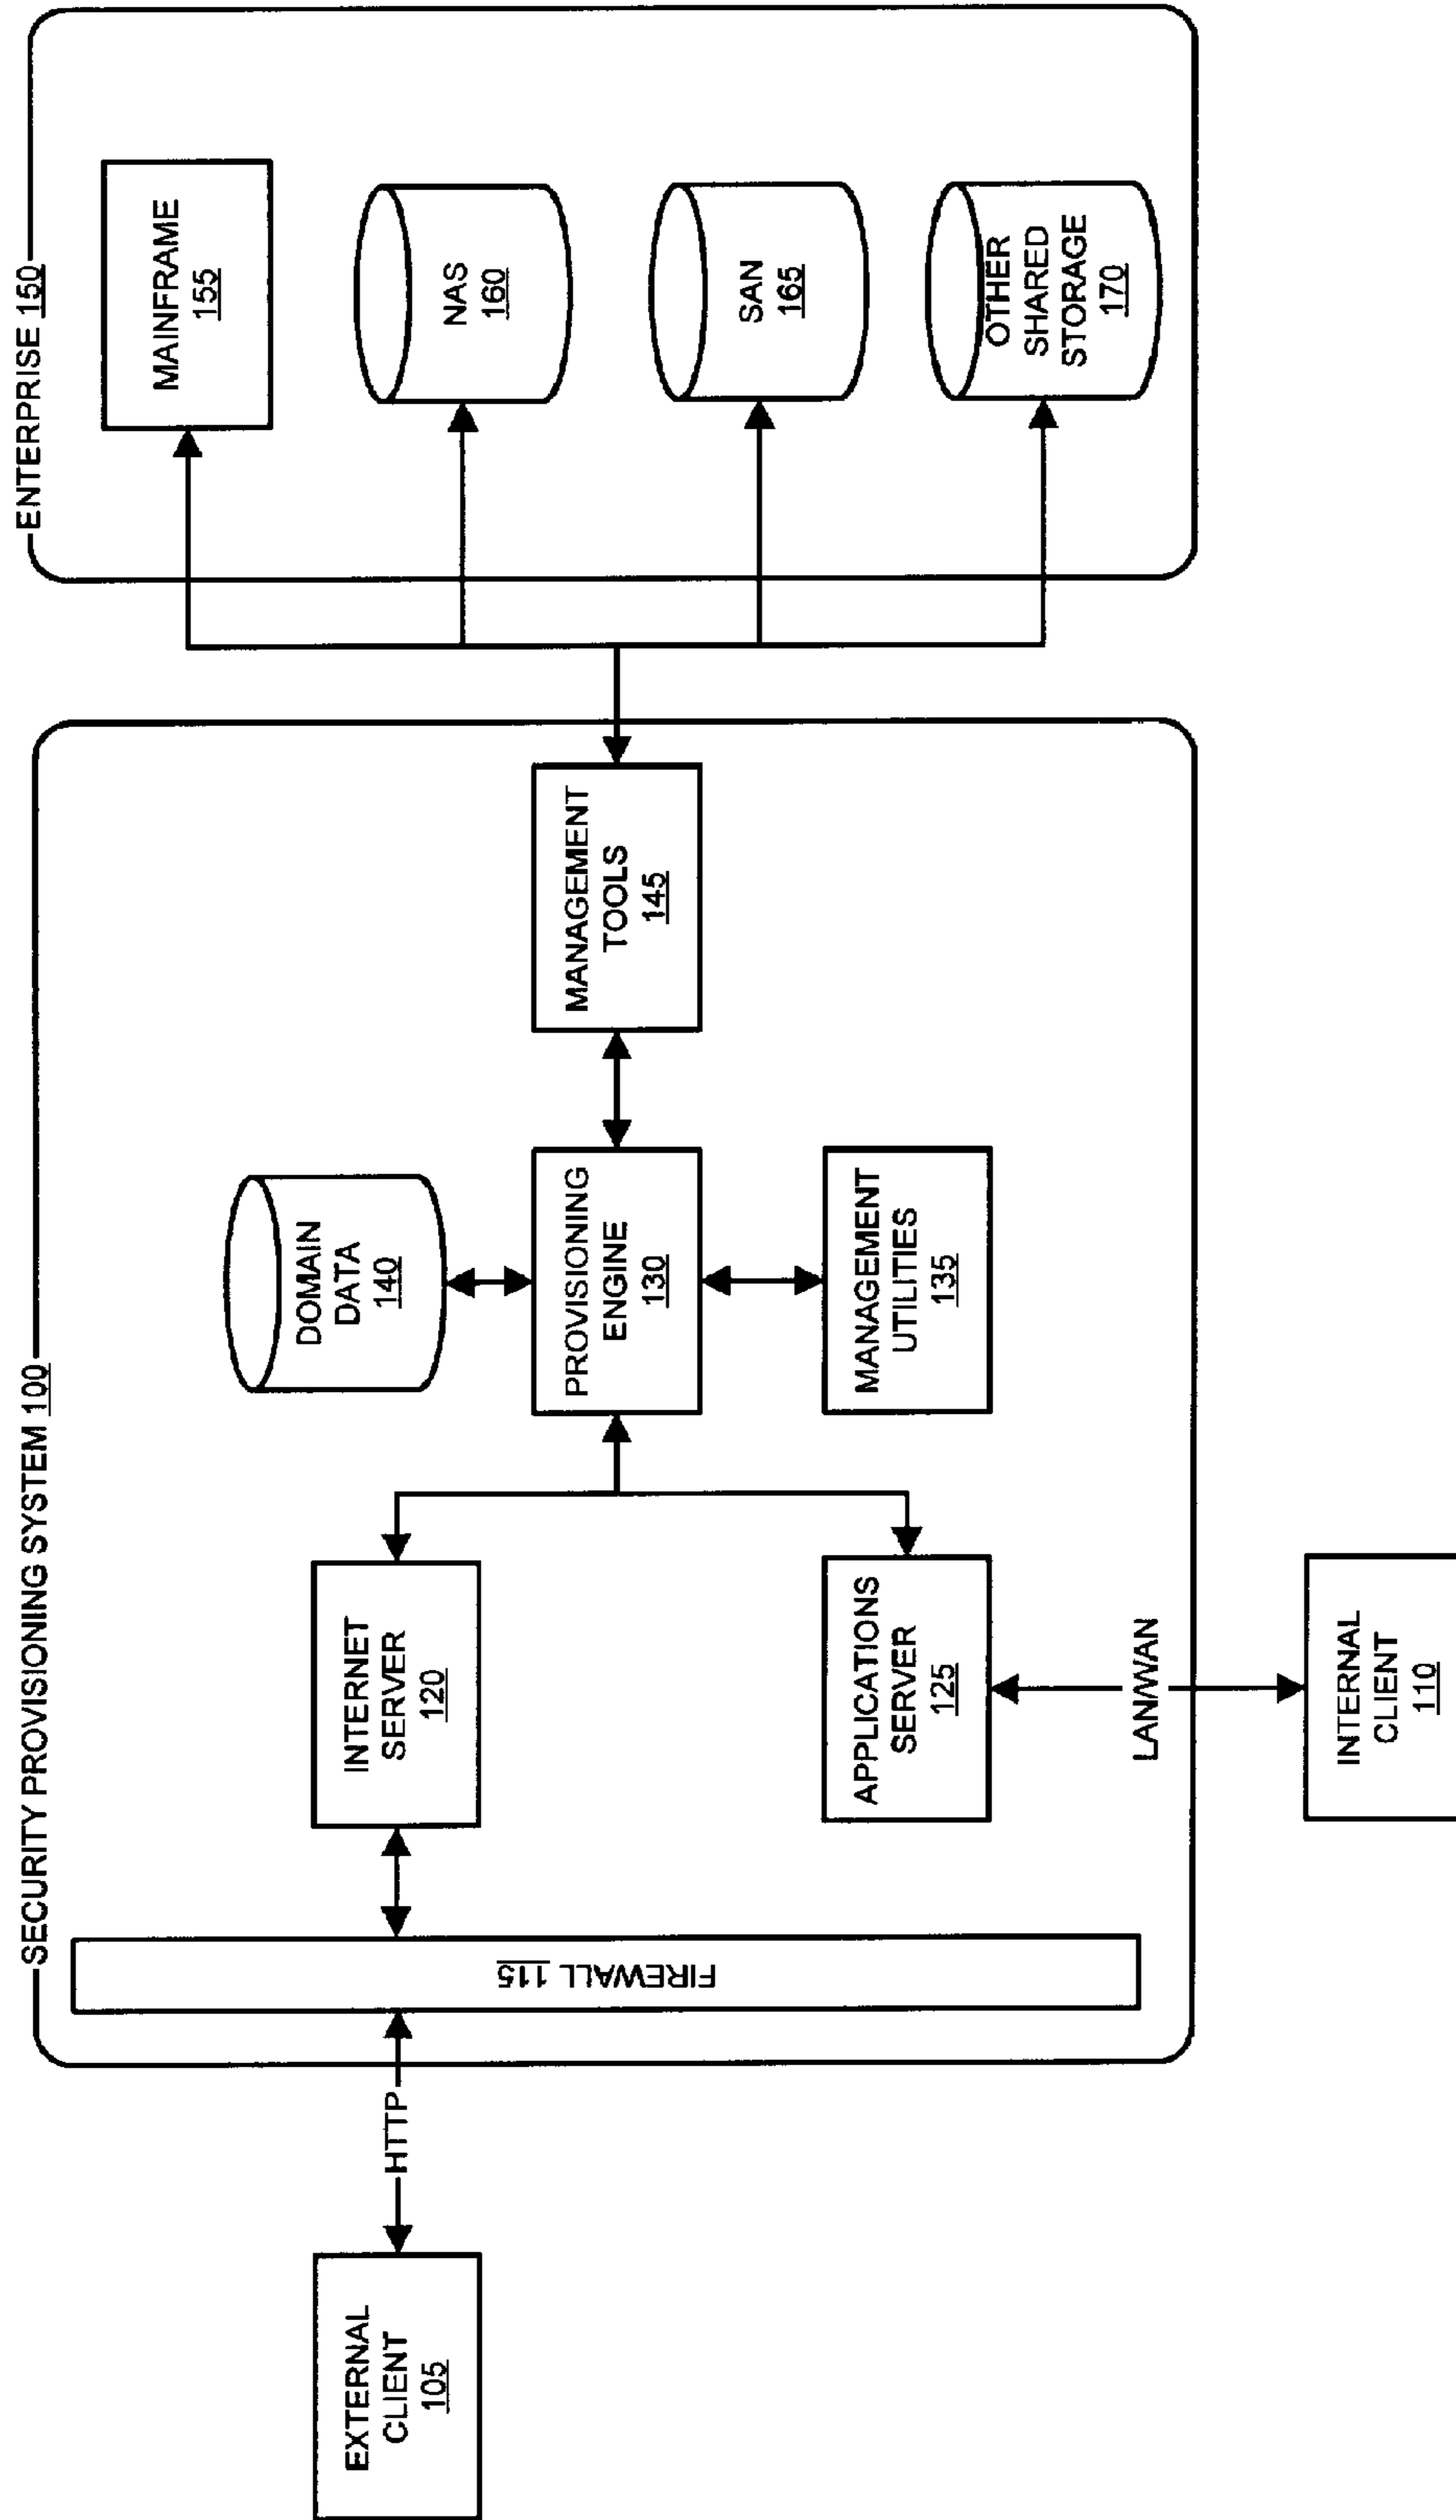 SECURITY PROVISIONING SYSTEM 100
ENTERPRISE 150
EXTERNAL
CLIENT
105
HTTP
FIREWALL 115
INTERNET
SERVER
120
APPLICATIONS
SERVER
125
LAN/WAN
INTERNAL
CLIENT
110
DOMAIN
DATA
140
PROVISIONING
ENGINE
130
MANAGEMENT
UTILITIES
135
MANAGEMENT
TOOLS
145
MAINFRAME
155
NAS
160
SAN
165
OTHER
SHARED
STORAGE
170